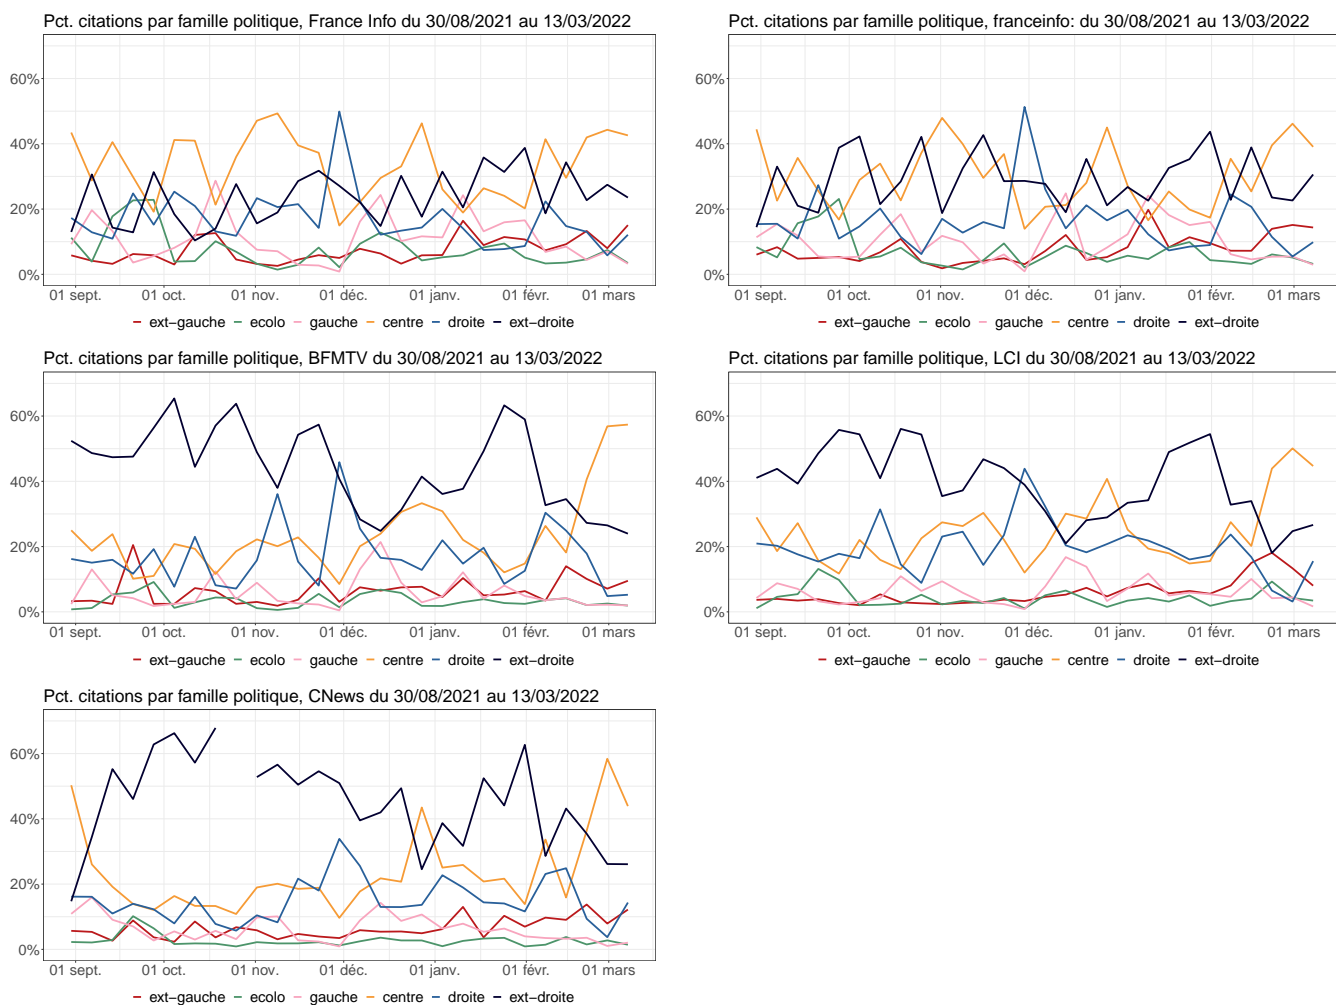 Pct. citations par famille politique, France Info du 30/08/2021 au 13/03/2022
60%
40%
20%
0%
01 sept. 01 oct. 01 nov. 01 déc. 01 janv. 01 févr. 01 mars
ext−gauche ecolo gauche centre droite ext−droite
Pct. citations par famille politique, franceinfo: du 30/08/2021 au 13/03/2022
60%
40%
20%
0%
01 sept. 01 oct. 01 nov. 01 déc. 01 janv. 01 févr. 01 mars
ext−gauche ecolo gauche centre droite ext−droite
Pct. citations par famille politique, BFMTV du 30/08/2021 au 13/03/2022
60%
40%
20%
0%
01 sept. 01 oct. 01 nov. 01 déc. 01 janv. 01 févr. 01 mars
ext−gauche ecolo gauche centre droite ext−droite
Pct. citations par famille politique, LCI du 30/08/2021 au 13/03/2022
60%
40%
20%
0%
01 sept. 01 oct. 01 nov. 01 déc. 01 janv. 01 févr. 01 mars
ext−gauche ecolo gauche centre droite ext−droite
Pct. citations par famille politique, CNews du 30/08/2021 au 13/03/2022
60%
40%
20%
0%
01 sept. 01 oct. 01 nov. 01 déc. 01 janv. 01 févr. 01 mars
ext−gauche ecolo gauche centre droite ext−droite